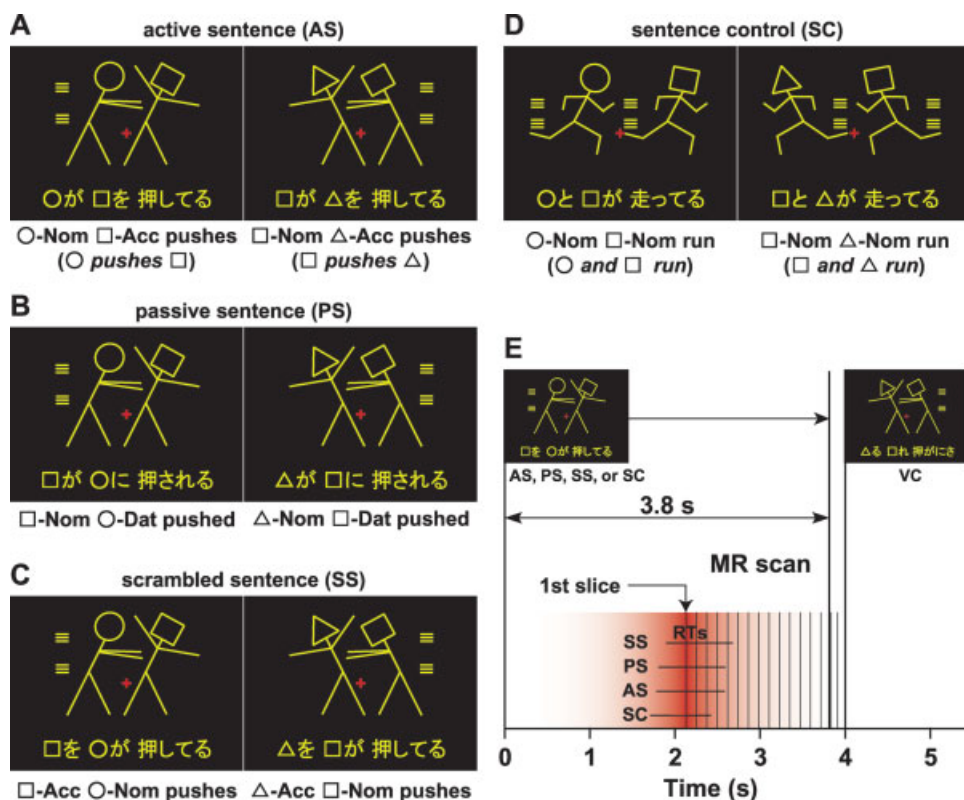 A
active sentence (AS)
○が □を 押してる
□が △を 押してる
○-Nom □-Acc pushes
(○ pushes □)
□-Nom △-Acc pushes
(□ pushes △)
B
passive sentence (PS)
□が ○に 押される
△が □に 押される
□-Nom ○-Dat pushed
△-Nom □-Dat pushed
C
scrambled sentence (SS)
□を ○が 押してる
△を □が 押してる
□-Acc ○-Nom pushes
△-Acc □-Nom pushes
D
sentence control (SC)
○と □が 走ってる
□と △が 走ってる
○-Nom □-Nom run
(○ and □ run)
□-Nom △-Nom run
(□ and △ run)
E
□を ○が 押してる
△る □れ 押がにさ
AS, PS, SS, or SC
VC
3.8 s
MR scan
1st slice
RTs
SS
PS
AS
SC
0 1 2 3 4 5
Time (s)